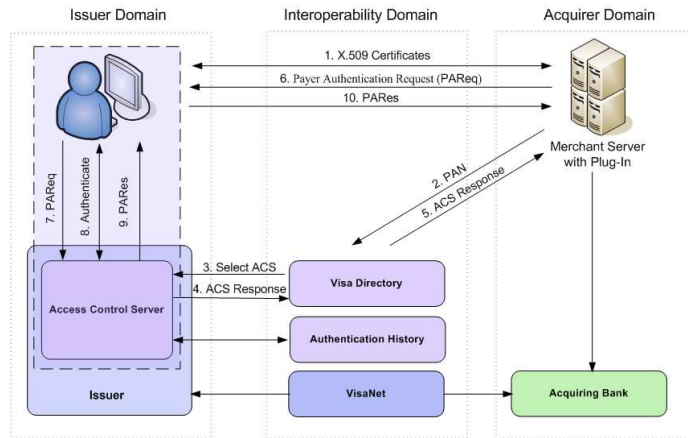 Issuer Domain
Interoperability Domain
Acquirer Domain
1. X.509 Certificates
6. Payer Authentication Request (PAReq)
10. PARes
Merchant Server
with Plug-In
2. PAN
5. ACS Response
7. PAReq
8. Authenticate
9. PARes
3. Select ACS
4. ACS Response
Visa Directory
Access Control Server
Authentication History
Issuer
VisaNet
Acquiring Bank